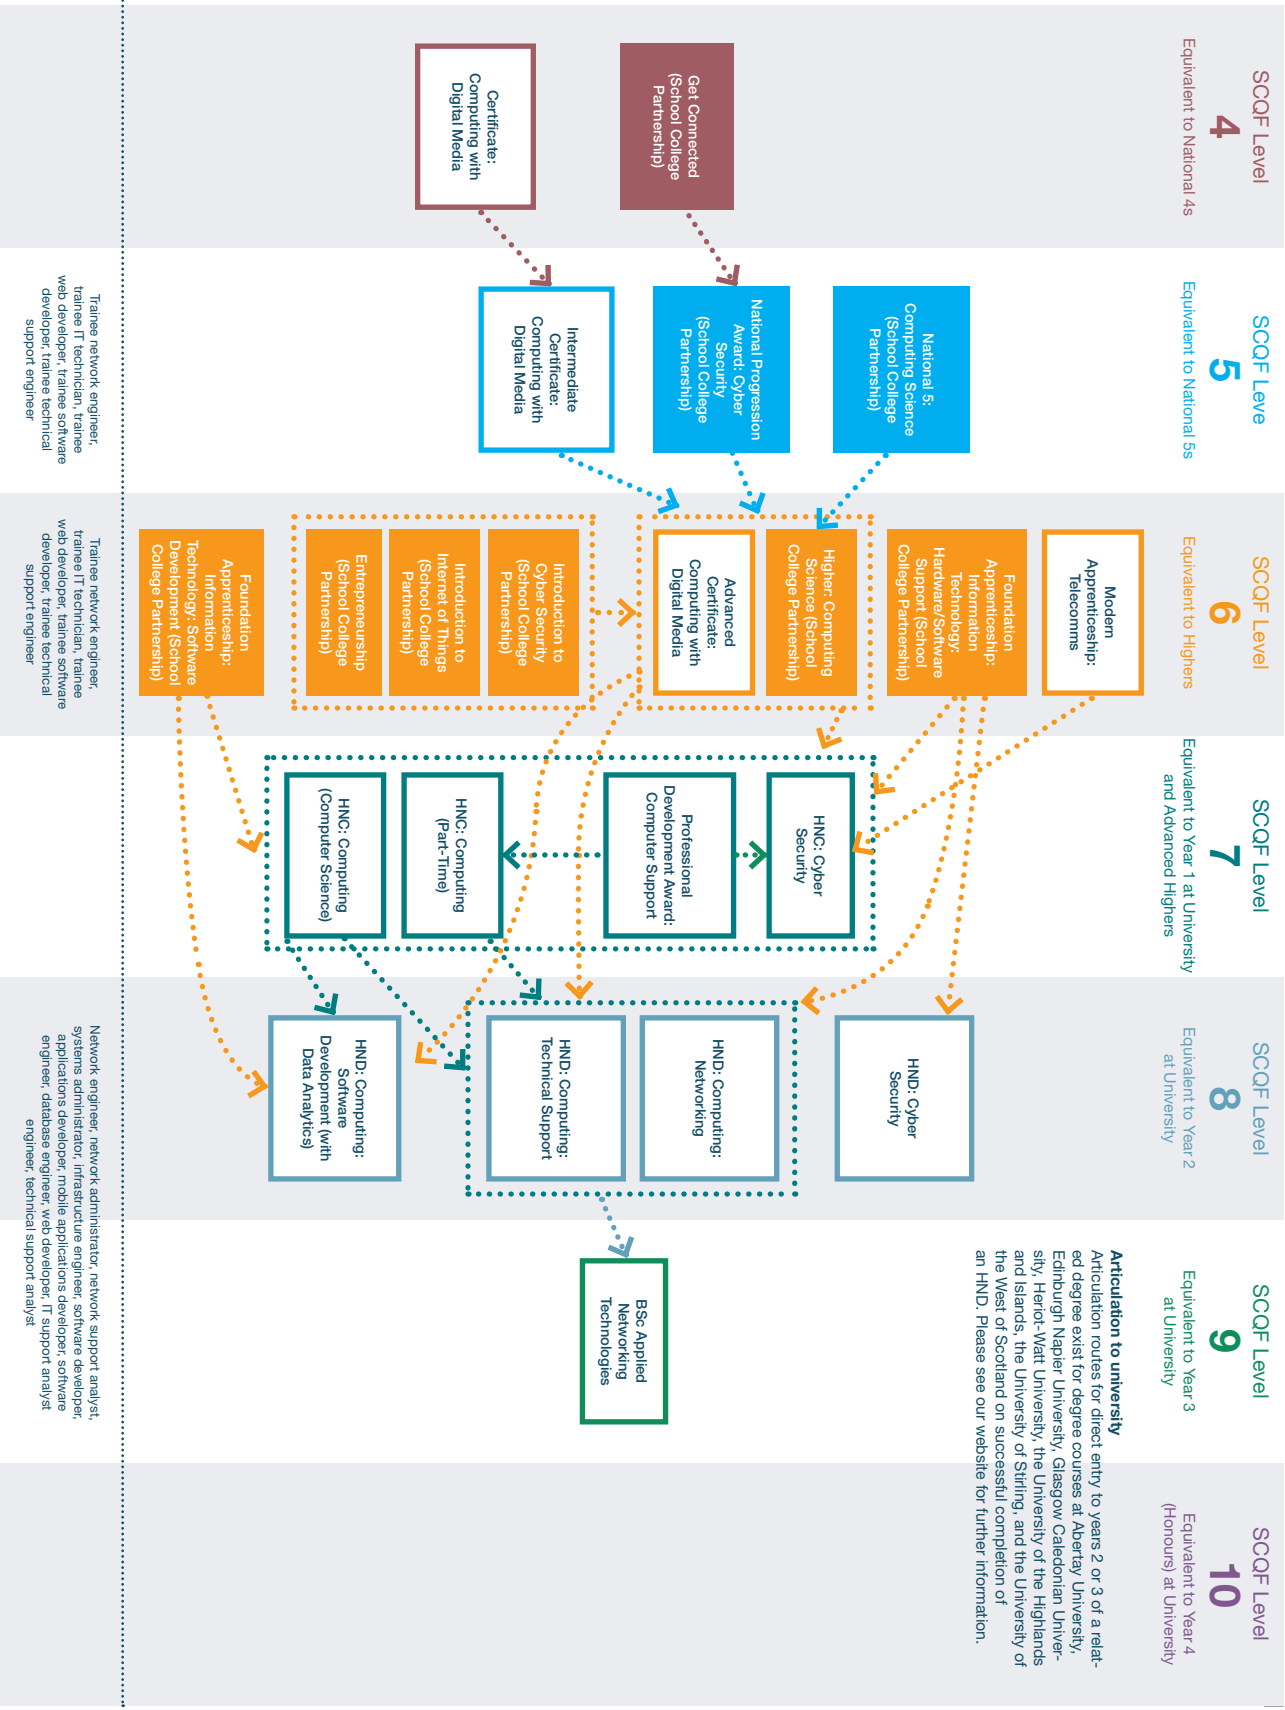 SCQF Level
4
Equivalent to National 4s
SCQF Leve
5
Equivalent to National 5s
SCQF Level
6
Equivalent to Highers
SCQF Level
7
Equivalent to Year 1 at University
and Advanced Highers
SCQF Level
8
Equivalent to Year 2
at University
SCQF Level
9
Equivalent to Year 3
at University
SCQF Level
10
Equivalent to Year 4
(Honours) at University
Get Connected
(School College
Partnership)
Certificate:
Computing with
Digital Media
National 5:
Computing Science
(School College
Partnership)
National Progression
Award: Cyber
Security
(School College
Partnership)
Intermediate
Certificate:
Computing with
Digital Media
Modern
Apprenticeship:
Telecomms
Foundation
Apprenticeship:
Information
Technology:
Hardware/Software
Support (School
College Partnership)
Higher: Computing
Science (School
College Partnership)
Advanced
Certificate:
Computing with
Digital Media
Introduction to
Cyber Security
(School College
Partnership)
Introduction to
Internet of Things
(School College
Partnership)
Entrepreneurship
(School College
Partnership)
Foundation
Apprenticeship:
Information
Technology: Software
Development (School
College Partnership)
HNC: Cyber
Security
Professional
Development Award:
Computer Support
HNC: Computing
(Part-Time)
HNC: Computing
(Computer Science)
HND: Cyber
Security
HND: Computing:
Networking
HND: Computing:
Technical Support
HND: Computing:
Software
Development (with
Data Analytics)
Articulation to university
Articulation routes for direct entry to years 2 or 3 of a relat-
ed degree exist for degree courses at Abertay University,
Edinburgh Napier University, Glasgow Caledonian Univer-
sity, Heriot-Watt University, the University of the Highlands
and Islands, the University of Stirling, and the University of
the West of Scotland on successful completion of
an HND. Please see our website for further information.
BSc Applied
Networking
Technologies
Trainee network engineer,
trainee IT technician, trainee
web developer, trainee software
developer, trainee technical
support engineer
Trainee network engineer,
trainee IT technician, trainee
web developer, trainee software
developer, trainee technical
support engineer
Network engineer, network administrator, network support analyst,
systems administrator, infrastructure engineer, software developer,
applications developer, mobile applications developer, software
engineer, database engineer, web developer, IT support analyst
engineer, technical support analyst